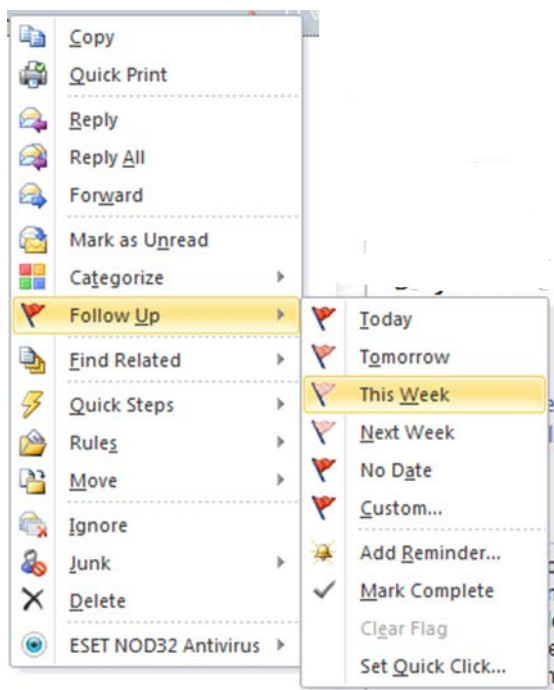 Copy
Quick Print
Reply
Reply All
Forward
Mark as Unread
Categorize
Follow Up
Find Related
Quick Steps
Rules
Move
Ignore
Junk
Delete
ESET NOD32 Antivirus
Today
Tomorrow
This Week
Next Week
No Date
Custom...
Add Reminder...
Mark Complete
Clear Flag
Set Quick Click...